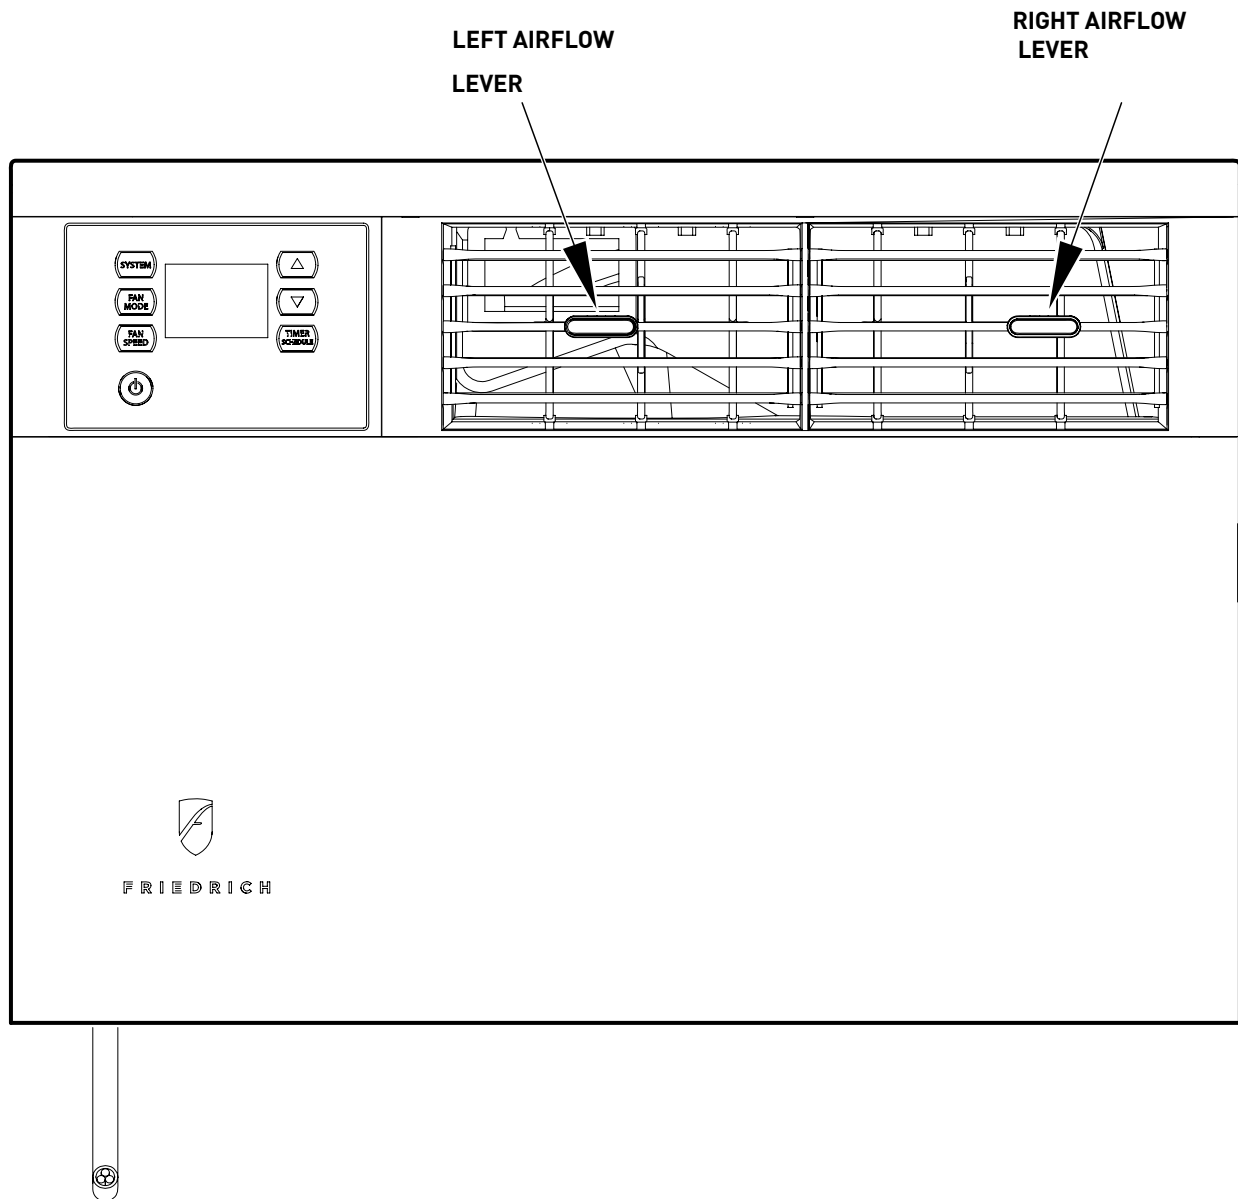 LEFT AIRFLOW
LEVER
RIGHT AIRFLOW
LEVER
SYSTEM
FAN
MODE
FAN
SPEED
TIMER
SCHEDULE
FRIEDRICH